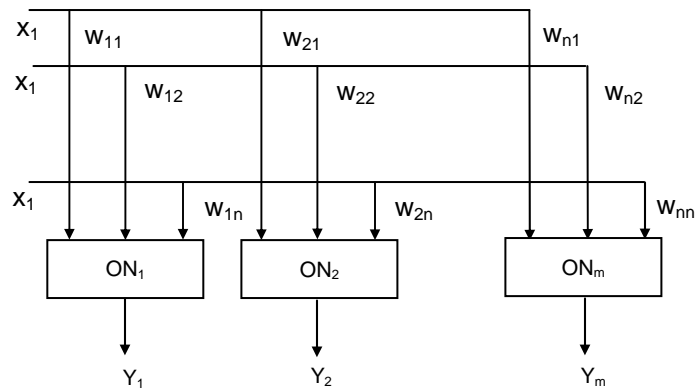 x₁ w₁₁ w₂₁ wₙ₁
x₁ w₁₂ w₂₂ wₙ₂
x₁ w₁ₙ w₂ₙ wₙₙ
ON₁ ON₂ ONₘ
Y₁ Y₂ Yₘ